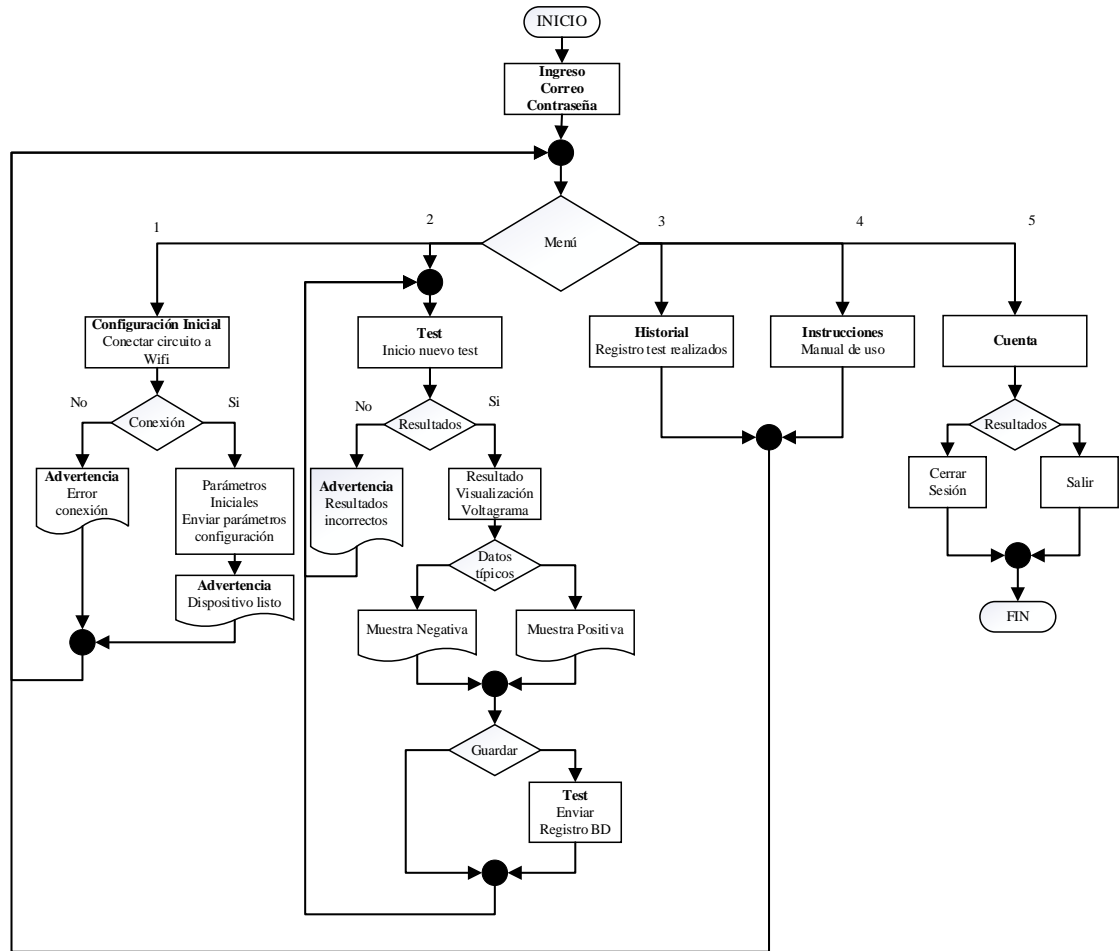 INICIO
Ingreso
Correo
Contraseña
Menú
1
2
3
4
5
Configuración Inicial
Conectar circuito a
Wifi
Test
Inicio nuevo test
Historial
Registro test realizados
Instrucciones
Manual de uso
Cuenta
No
Conexión
Si
No
Resultados
Si
Resultados
Advertencia
Error
conexión
Parámetros
Iniciales
Enviar parámetros
configuración
Advertencia
Resultados
incorrectos
Resultado
Visualización
Voltagrama
Cerrar
Sesión
Salir
Datos
típicos
Advertencia
Dispositivo listo
Muestra Negativa
Muestra Positiva
FIN
Guardar
Test
Enviar
Registro BD